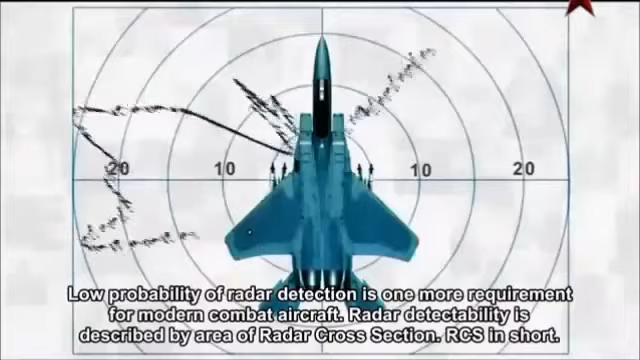 20 10 10 20
Low probability of radar detection is one more requirement
for modern combat aircraft. Radar detectability is
described by area of Radar Cross Section. RCS in short.